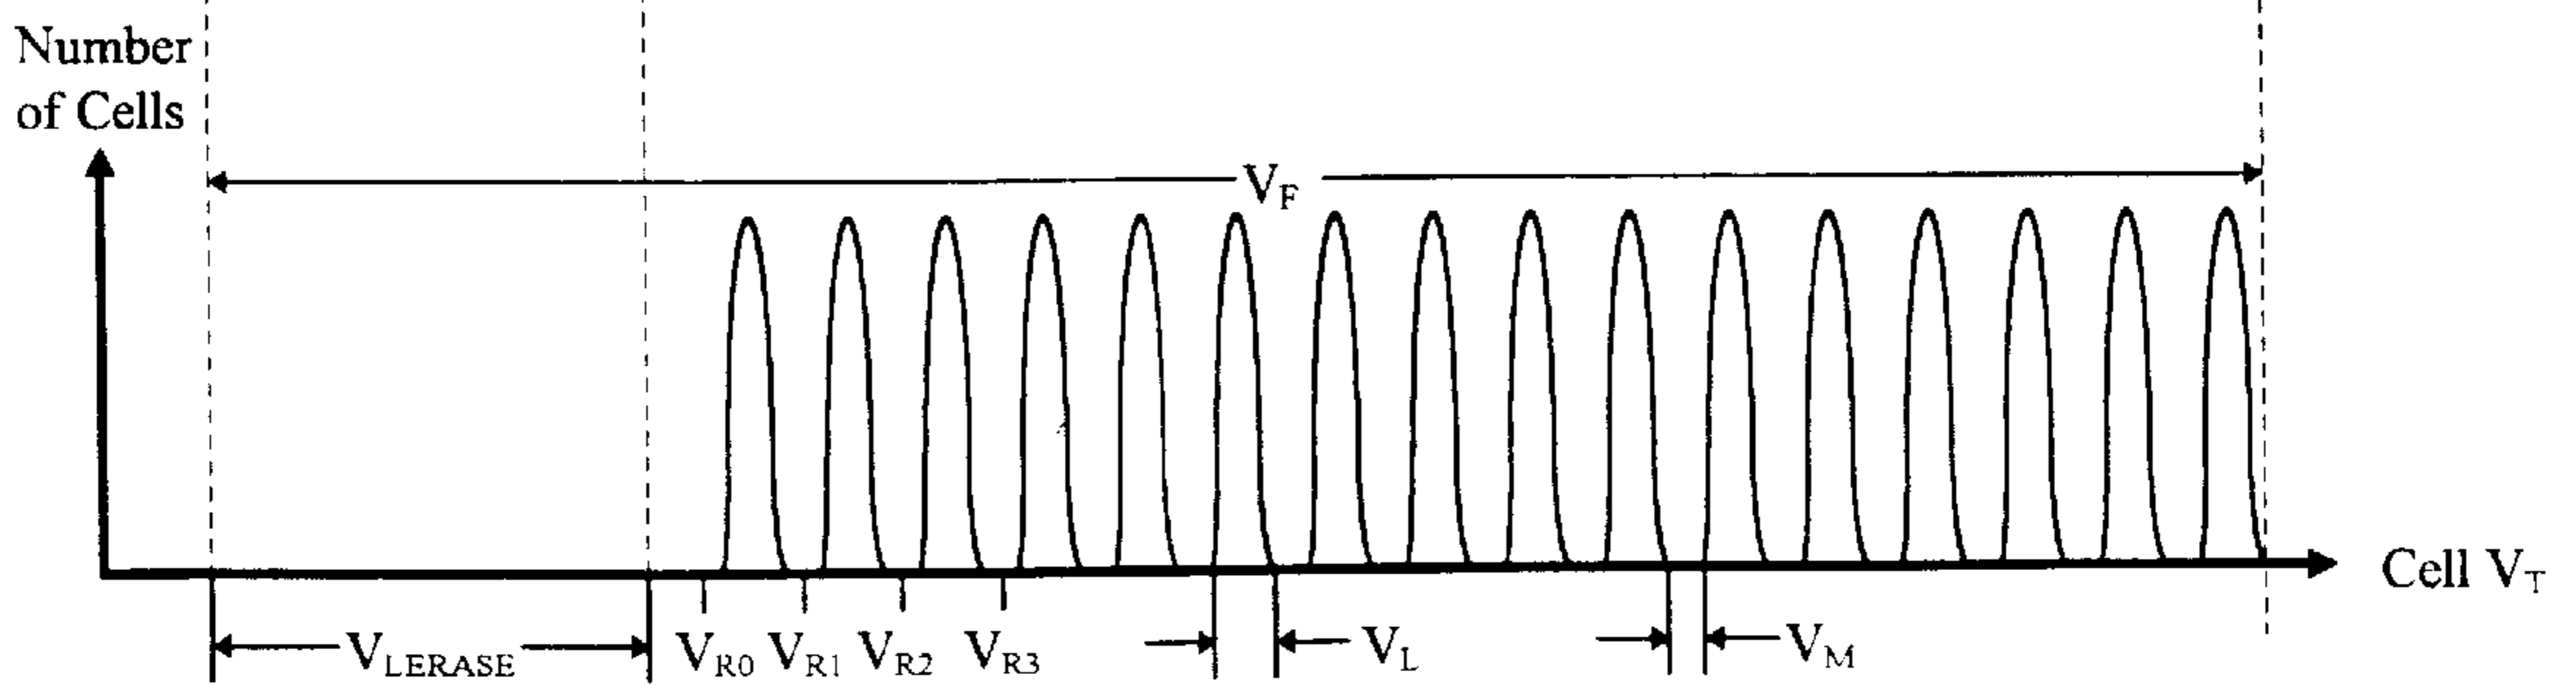 Number
of Cells
V_F
Cell V_T
V_LERASE
V_R0 V_R1 V_R2 V_R3
V_L
V_M